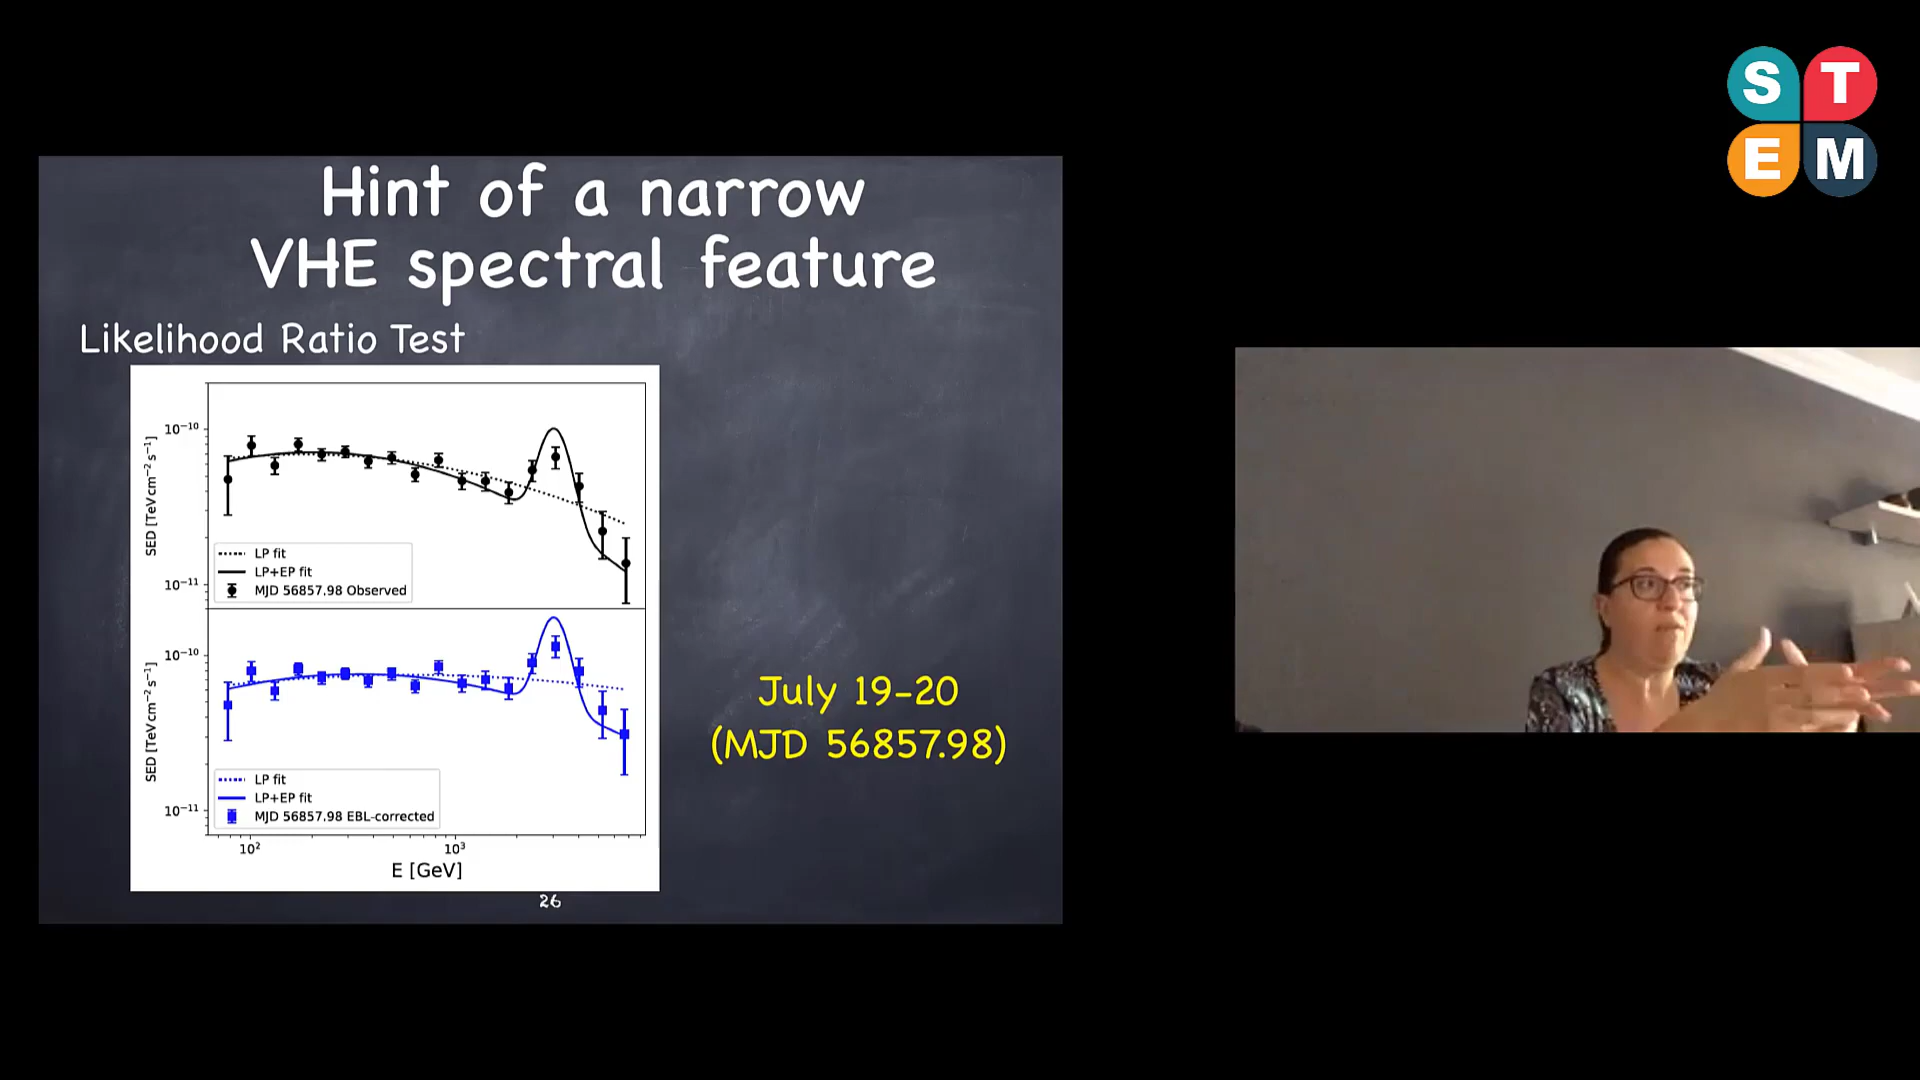 S T
E M
Hint of a narrow
VHE spectral feature
Likelihood Ratio Test
SED [TeV cm⁻² s⁻¹]
10⁻¹⁰
10⁻¹¹
LP fit
LP+EP fit
MJD 56857.98 Observed
SED [TeV cm⁻² s⁻¹]
10⁻¹⁰
10⁻¹¹
LP fit
LP+EP fit
MJD 56857.98 EBL-corrected
10² 10³
E [GeV]
July 19-20
(MJD 56857.98)
26